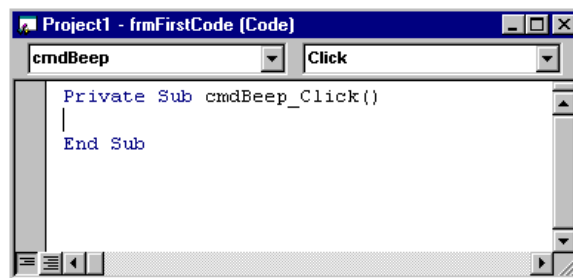 Project1 - frmFirstCode (Code)
cmdBeep Click
Private Sub cmdBeep_Click()
End Sub